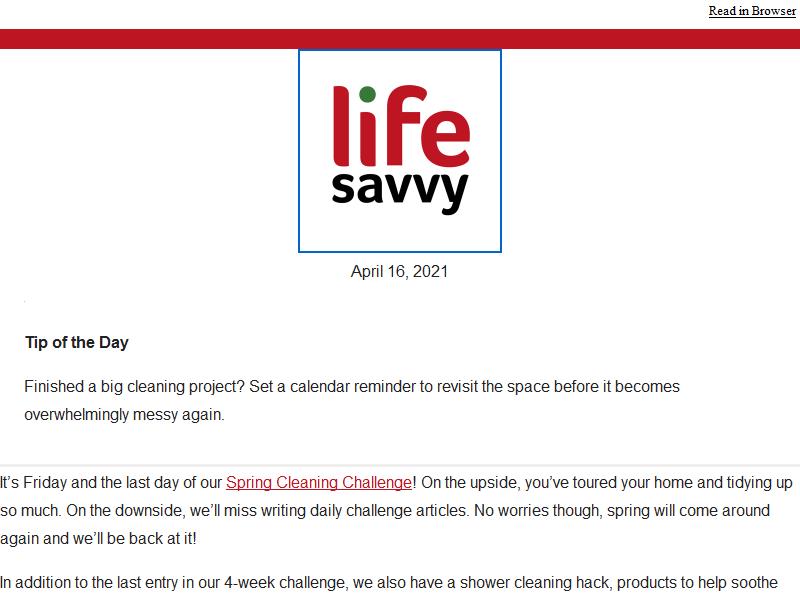 Read in Browser
life
savvy
April 16, 2021
Tip of the Day
Finished a big cleaning project? Set a calendar reminder to revisit the space before it becomes
overwhelmingly messy again.
It’s Friday and the last day of our Spring Cleaning Challenge! On the upside, you’ve toured your home and tidying up
so much. On the downside, we’ll miss writing daily challenge articles. No worries though, spring will come around
again and we’ll be back at it!
In addition to the last entry in our 4-week challenge, we also have a shower cleaning hack, products to help soothe